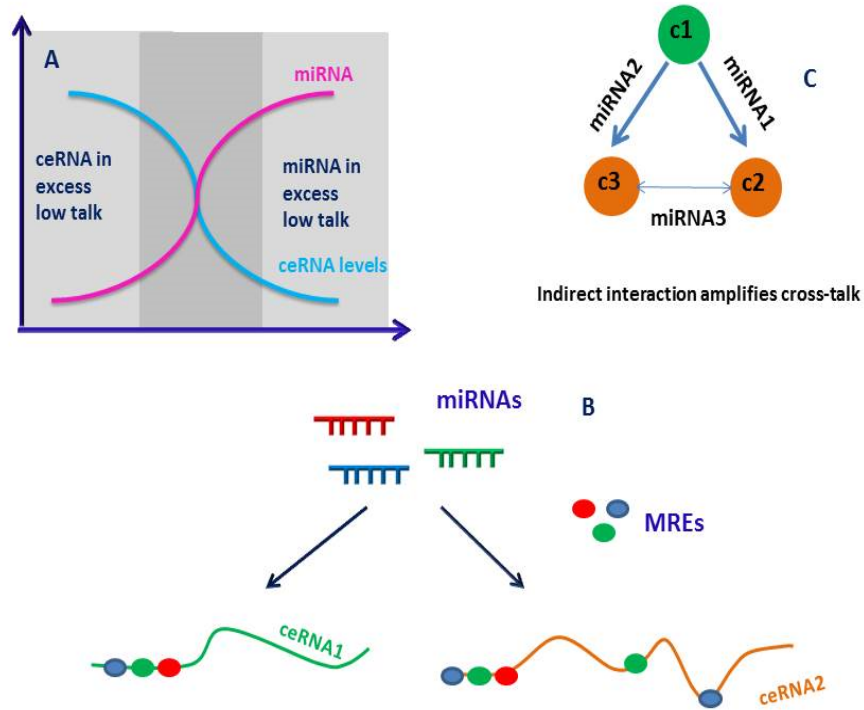 A
miRNA
ceRNA in
excess
low talk
miRNA in
excess
low talk
ceRNA levels
C
c1
miRNA2
miRNA1
c3
c2
miRNA3
Indirect interaction amplifies cross-talk
miRNAs
B
MREs
ceRNA1
ceRNA2